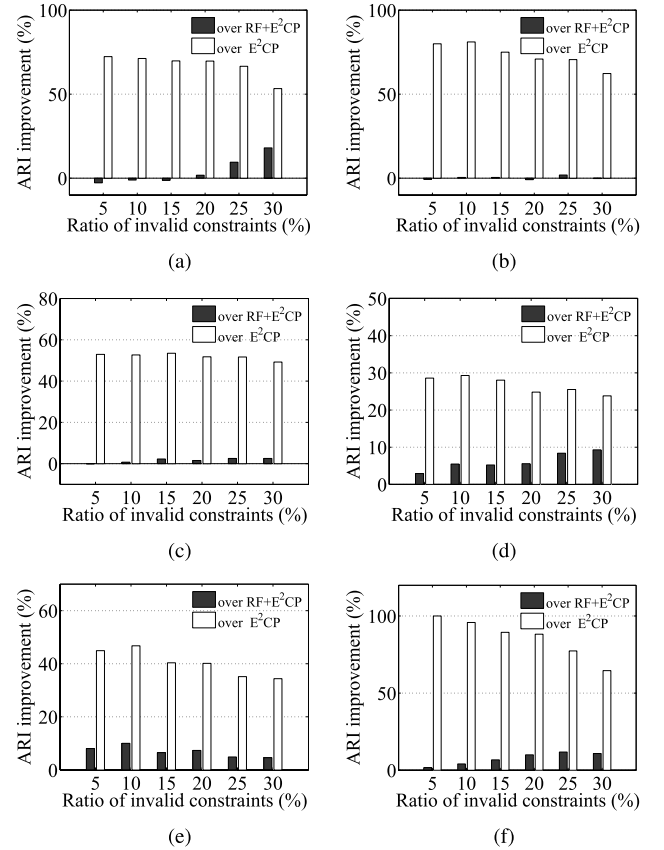 100
50
0
ARI improvement (%)
over RF+E²CP
over E²CP
5 10 15 20 25 30
Ratio of invalid constraints (%)
(a)
100
50
0
ARI improvement (%)
over RF+E²CP
over E²CP
5 10 15 20 25 30
Ratio of invalid constraints (%)
(b)
80
60
40
20
0
ARI improvement (%)
over RF+E²CP
over E²CP
5 10 15 20 25 30
Ratio of invalid constraints (%)
(c)
50
40
30
20
10
0
ARI improvement (%)
over RF+E²CP
over E²CP
5 10 15 20 25 30
Ratio of invalid constraints (%)
(d)
60
40
20
0
ARI improvement (%)
over RF+E²CP
over E²CP
5 10 15 20 25 30
Ratio of invalid constraints (%)
(e)
100
50
0
ARI improvement (%)
over RF+E²CP
over E²CP
5 10 15 20 25 30
Ratio of invalid constraints (%)
(f)